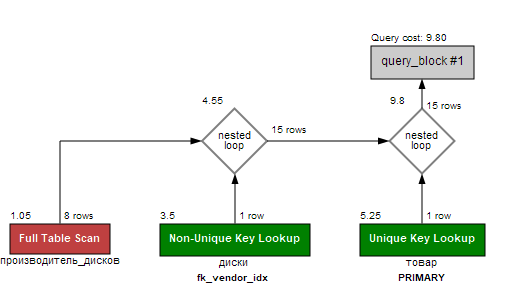 Query cost: 9.80
query_block #1
4.55
9.8
15 rows
nested
loop
15 rows
nested
loop
1.05
8 rows
3.5
1 row
5.25
1 row
Full Table Scan
Non-Unique Key Lookup
Unique Key Lookup
производитель_дисков
диски
товар
fk_vendor_idx
PRIMARY